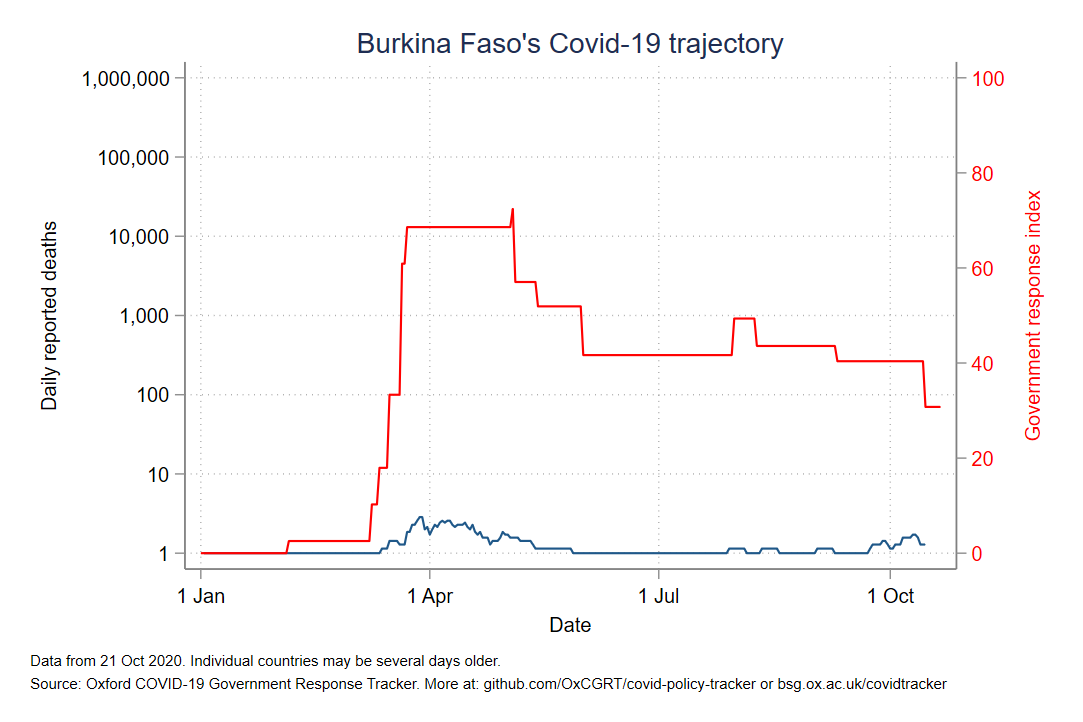 Burkina Faso's Covid-19 trajectory
1,000,000
100,000
10,000
1,000
100
10
1
Daily reported deaths
100
80
60
40
20
0
Government response index
1 Jan
1 Apr
1 Jul
1 Oct
Date
Data from 21 Oct 2020. Individual countries may be several days older.
Source: Oxford COVID-19 Government Response Tracker. More at: github.com/OxCGRT/covid-policy-tracker or bsg.ox.ac.uk/covidtracker